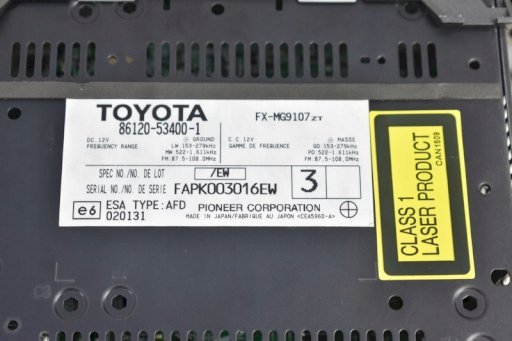 TOYOTA FX-MG9107ZY
86120-53400-1
DC.12V ⊖ GROUND C.C.12V ⊖ MASSE
FREQUENCY RANGE LW.153-279kHz GAMME DE FREQUENCE GO.153-279kHz
MW.522-1,611kHz PO.522-1,611kHz
FM.87.5-108.0MHz FM.87.5-108.0MHz
SPEC NO./NO. DE LOT /EW 3
SERIAL NO./NO DE SERIE FAPK003016EW
e6 ESA TYPE:AFD PIONEER CORPORATION
020131 MADE IN JAPAN/FABRIQUE AU JAPON <CEA5960-A>
CLASS 1
LASER PRODUCT
CAN1509